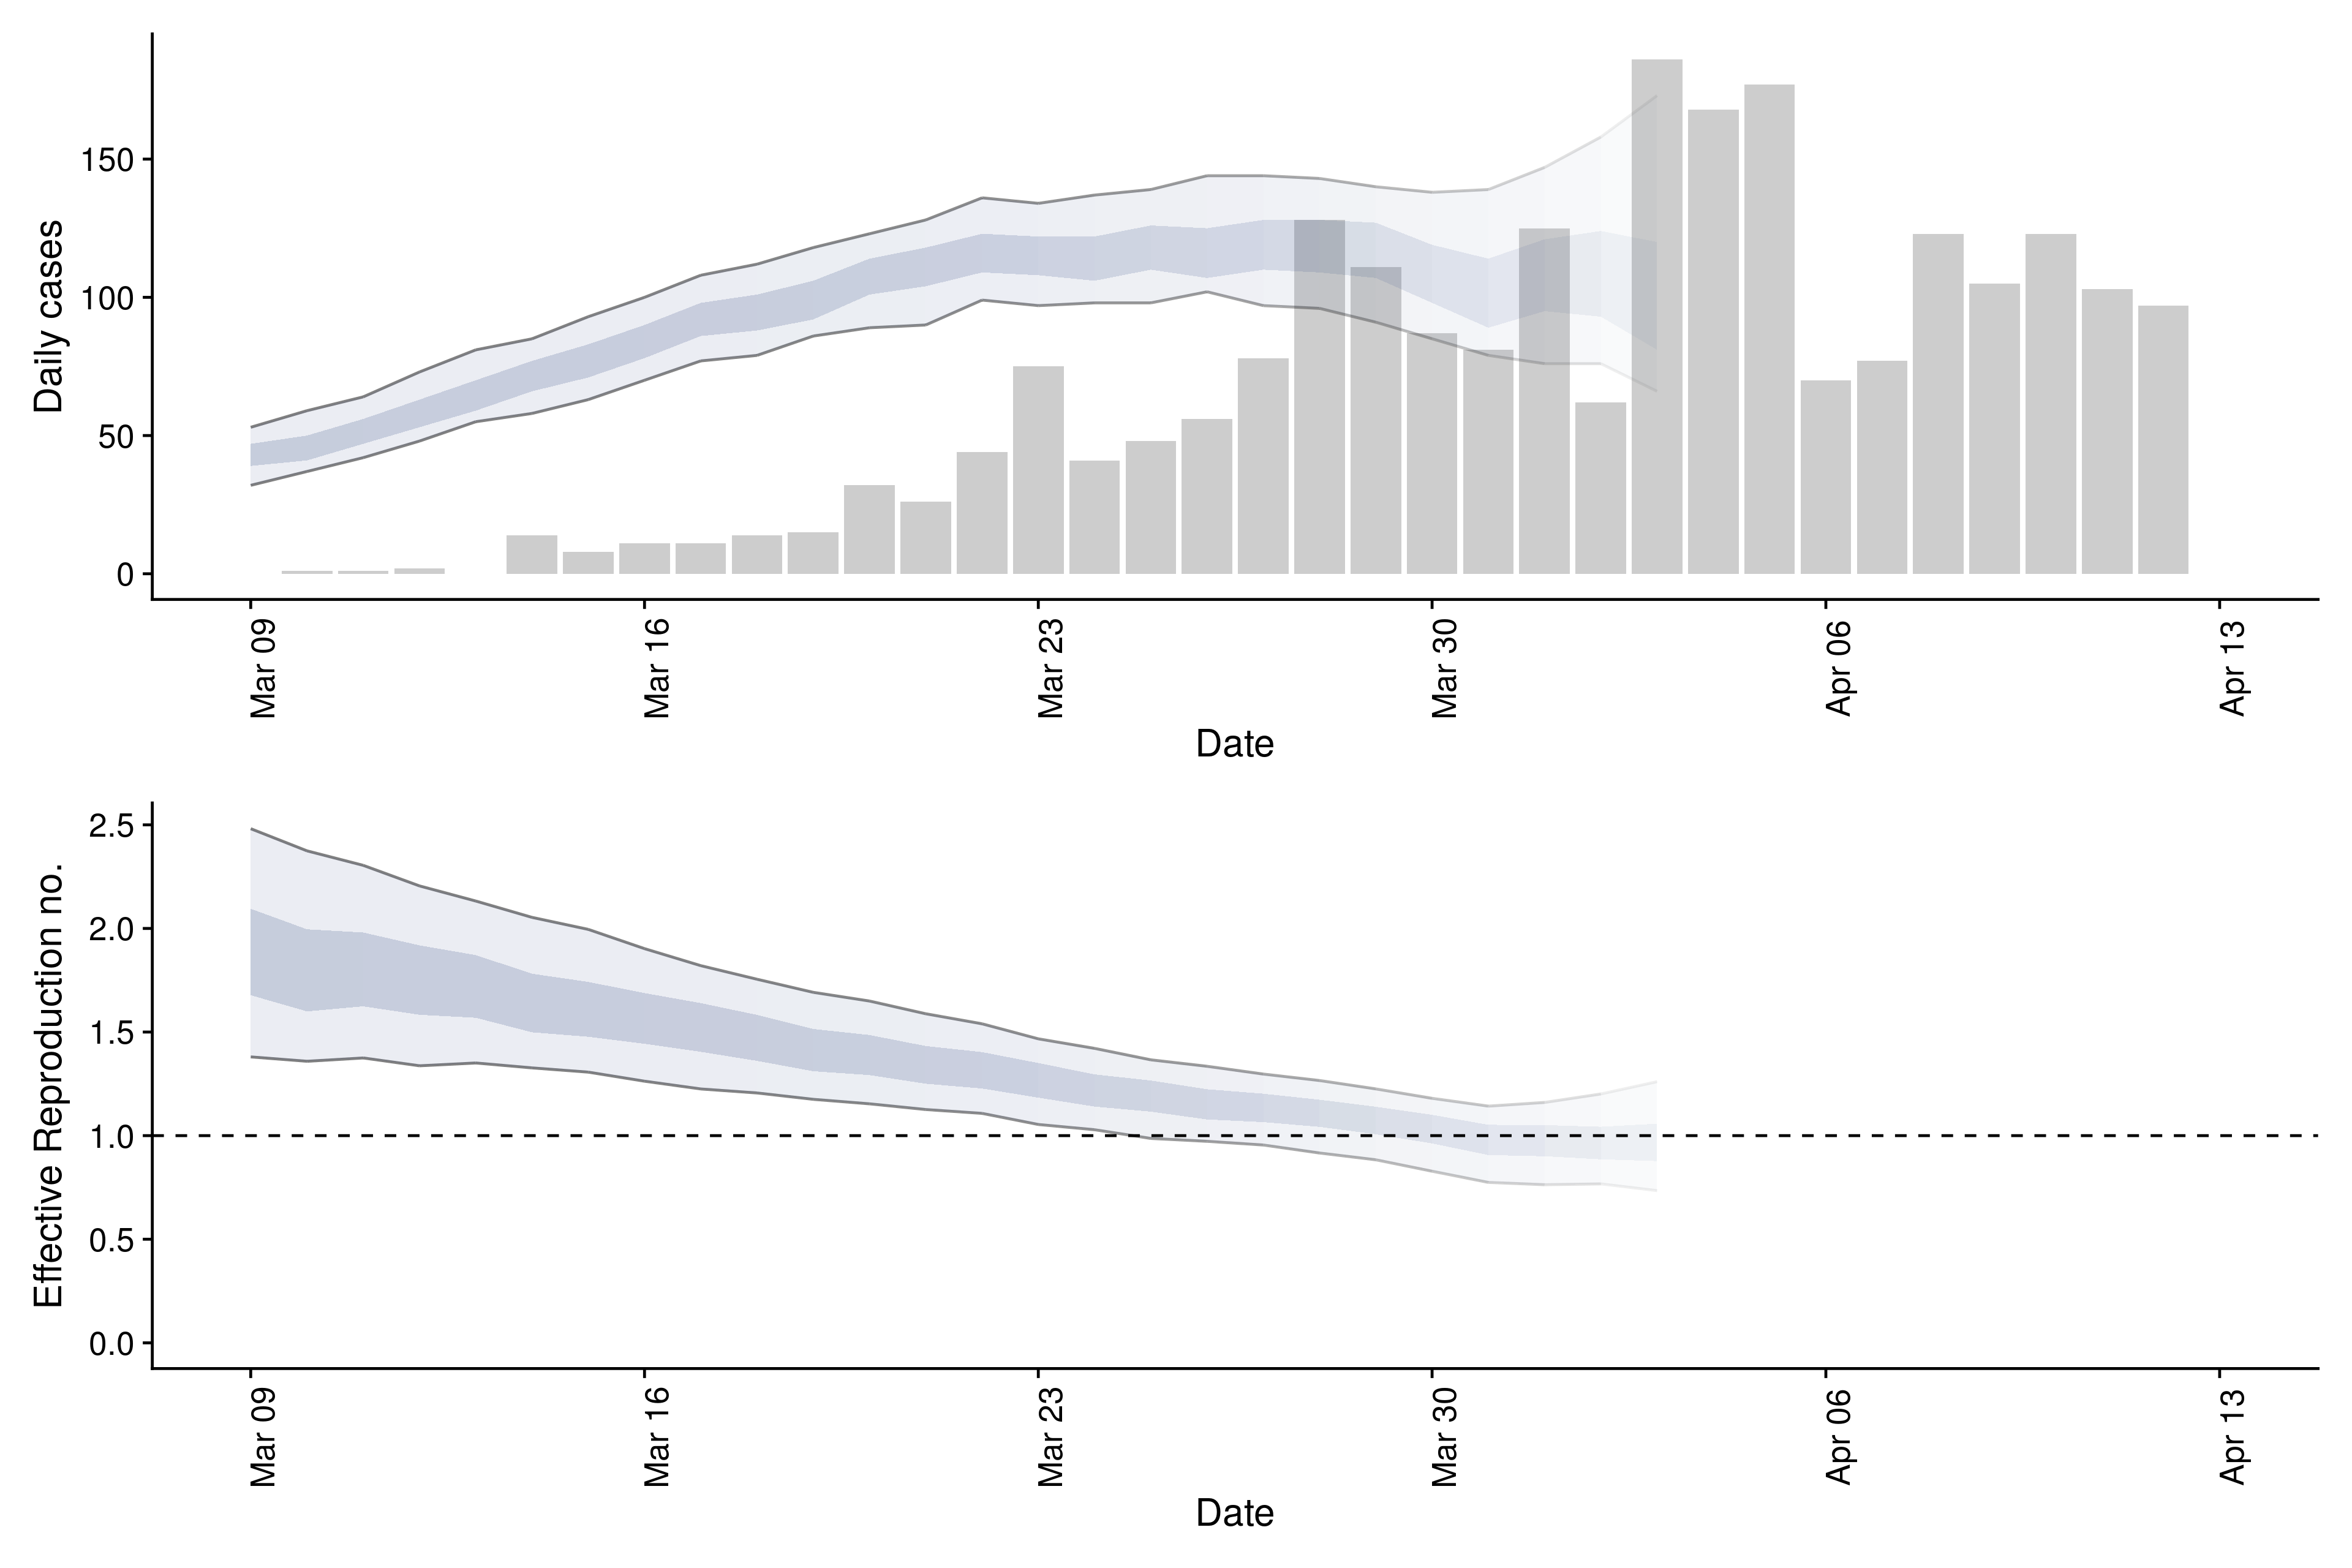 Daily cases
150
100
50
0
Mar 09
Mar 16
Mar 23
Mar 30
Apr 06
Apr 13
Date
Effective Reproduction no.
2.5
2.0
1.5
1.0
0.5
0.0
Mar 09
Mar 16
Mar 23
Mar 30
Apr 06
Apr 13
Date